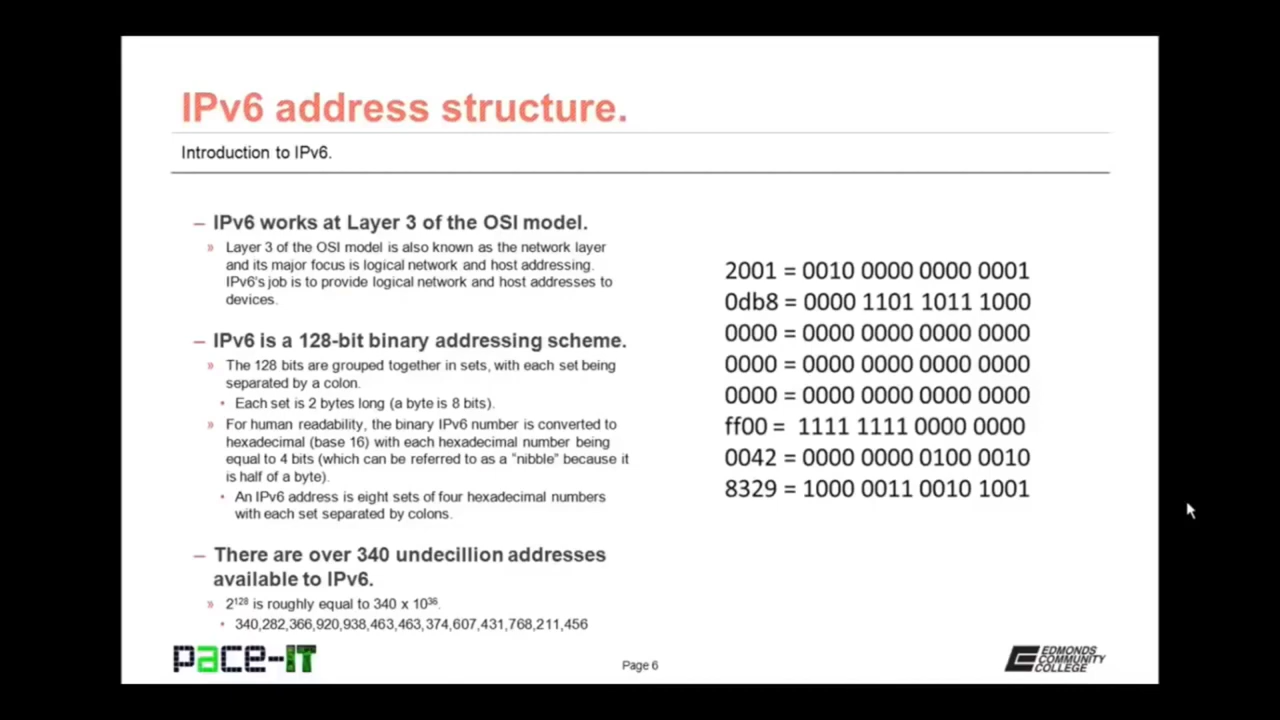 IPv6 address structure.
Introduction to IPv6.
– IPv6 works at Layer 3 of the OSI model.
» Layer 3 of the OSI model is also known as the network layer
and its major focus is logical network and host addressing.
IPv6's job is to provide logical network and host addresses to
devices.
– IPv6 is a 128-bit binary addressing scheme.
» The 128 bits are grouped together in sets, with each set being
separated by a colon.
• Each set is 2 bytes long (a byte is 8 bits).
» For human readability, the binary IPv6 number is converted to
hexadecimal (base 16) with each hexadecimal number being
equal to 4 bits (which can be referred to as a "nibble" because it
is half of a byte).
• An IPv6 address is eight sets of four hexadecimal numbers
with each set separated by colons.
– There are over 340 undecillion addresses
available to IPv6.
» 2¹²⁸ is roughly equal to 340 x 10³⁶.
• 340,282,366,920,938,463,463,374,607,431,768,211,456
2001 = 0010 0000 0000 0001
0db8 = 0000 1101 1011 1000
0000 = 0000 0000 0000 0000
0000 = 0000 0000 0000 0000
0000 = 0000 0000 0000 0000
ff00 = 1111 1111 0000 0000
0042 = 0000 0000 0100 0010
8329 = 1000 0011 0010 1001
pace-IT
Page 6
EDMONDS
COMMUNITY
COLLEGE